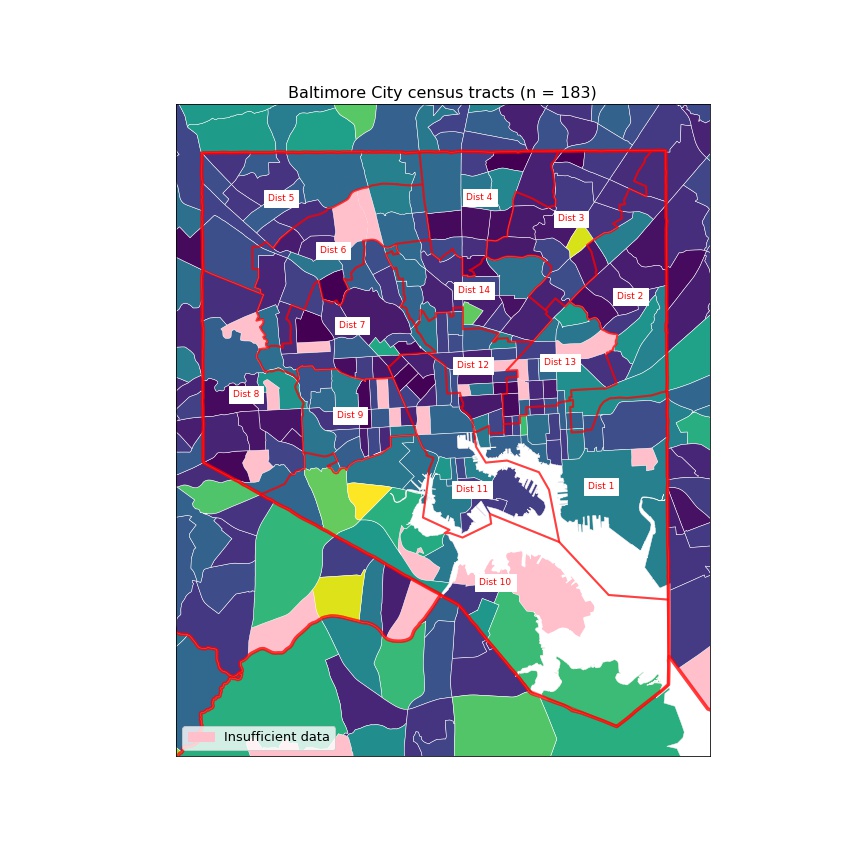 Baltimore City census tracts (n = 183)
Dist 5
Dist 4
Dist 3
Dist 6
Dist 14
Dist 2
Dist 7
Dist 12
Dist 13
Dist 8
Dist 9
Dist 11
Dist 1
Dist 10
Insufficient data